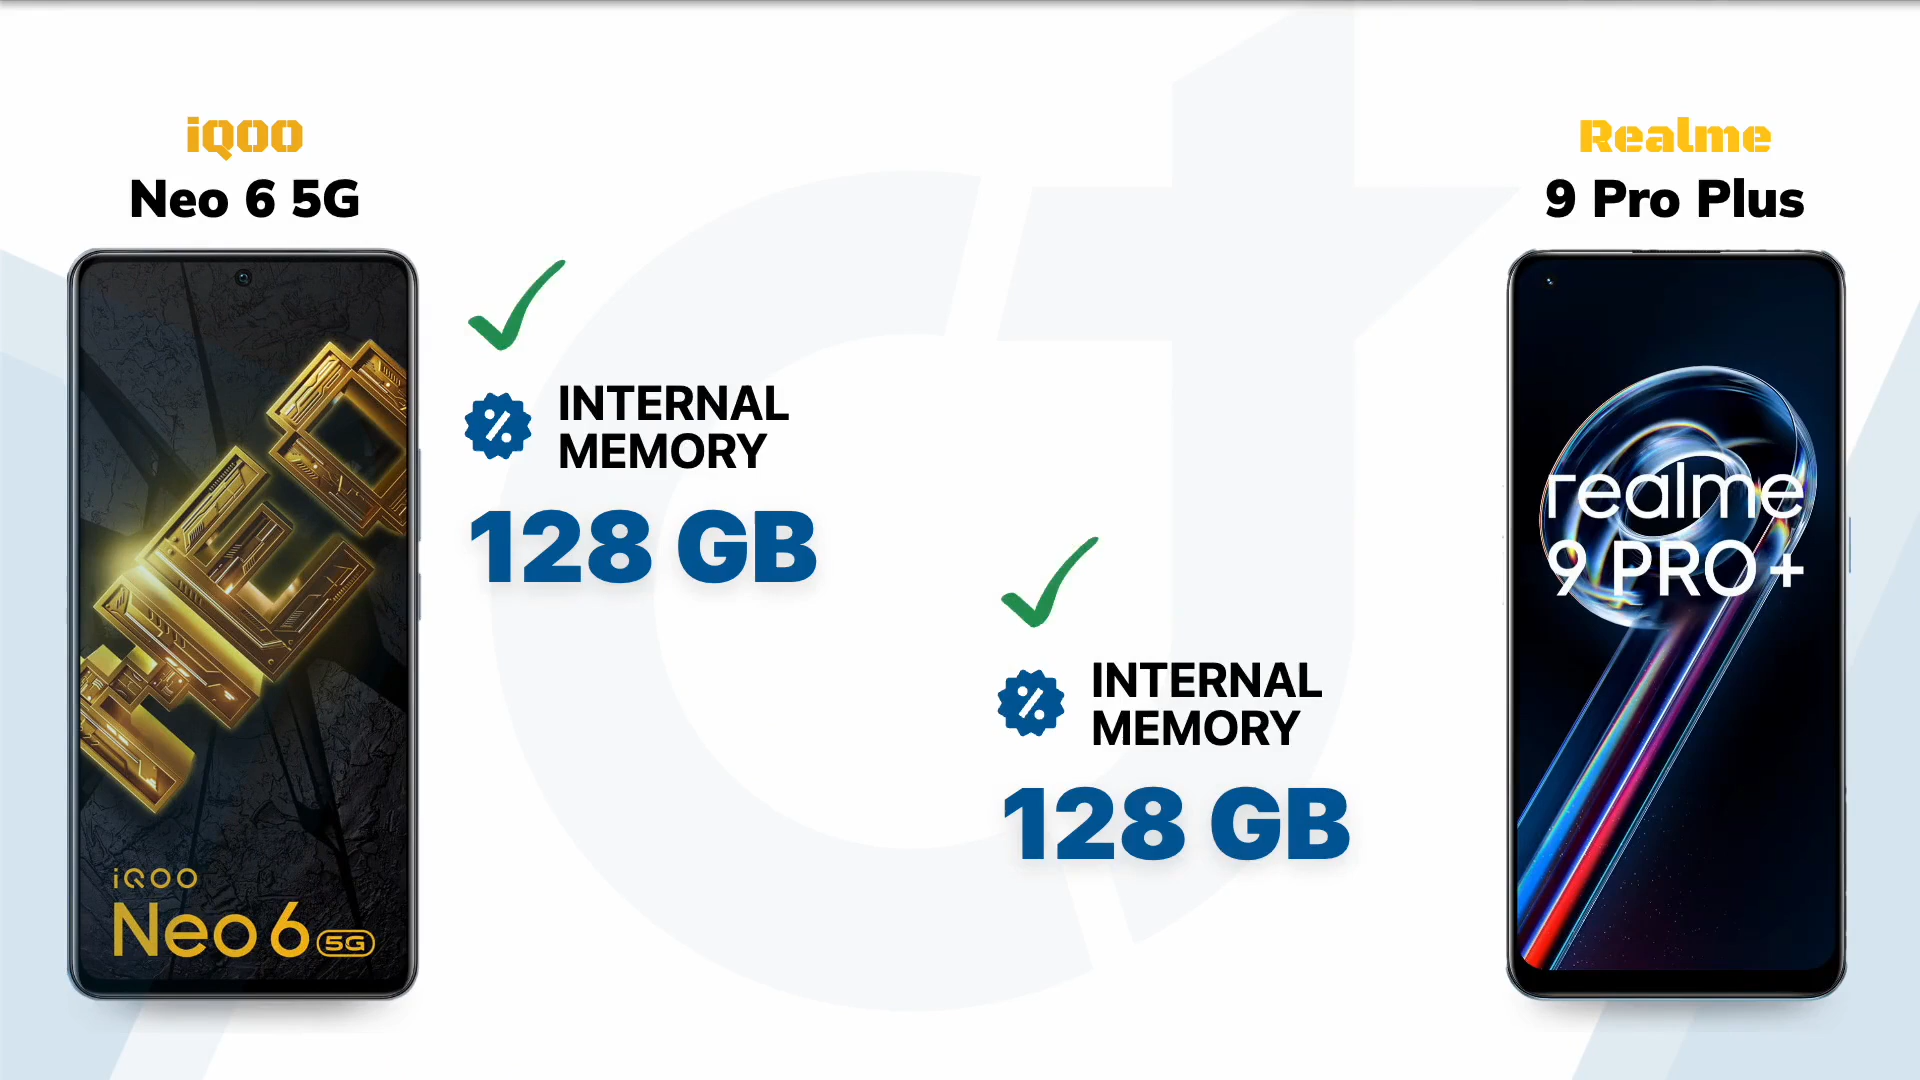 iQOO
Neo 6 5G
INTERNAL
MEMORY
128 GB
NEO
iQOO
Neo 6 5G
Realme
9 Pro Plus
INTERNAL
MEMORY
128 GB
realme
9 PRO+